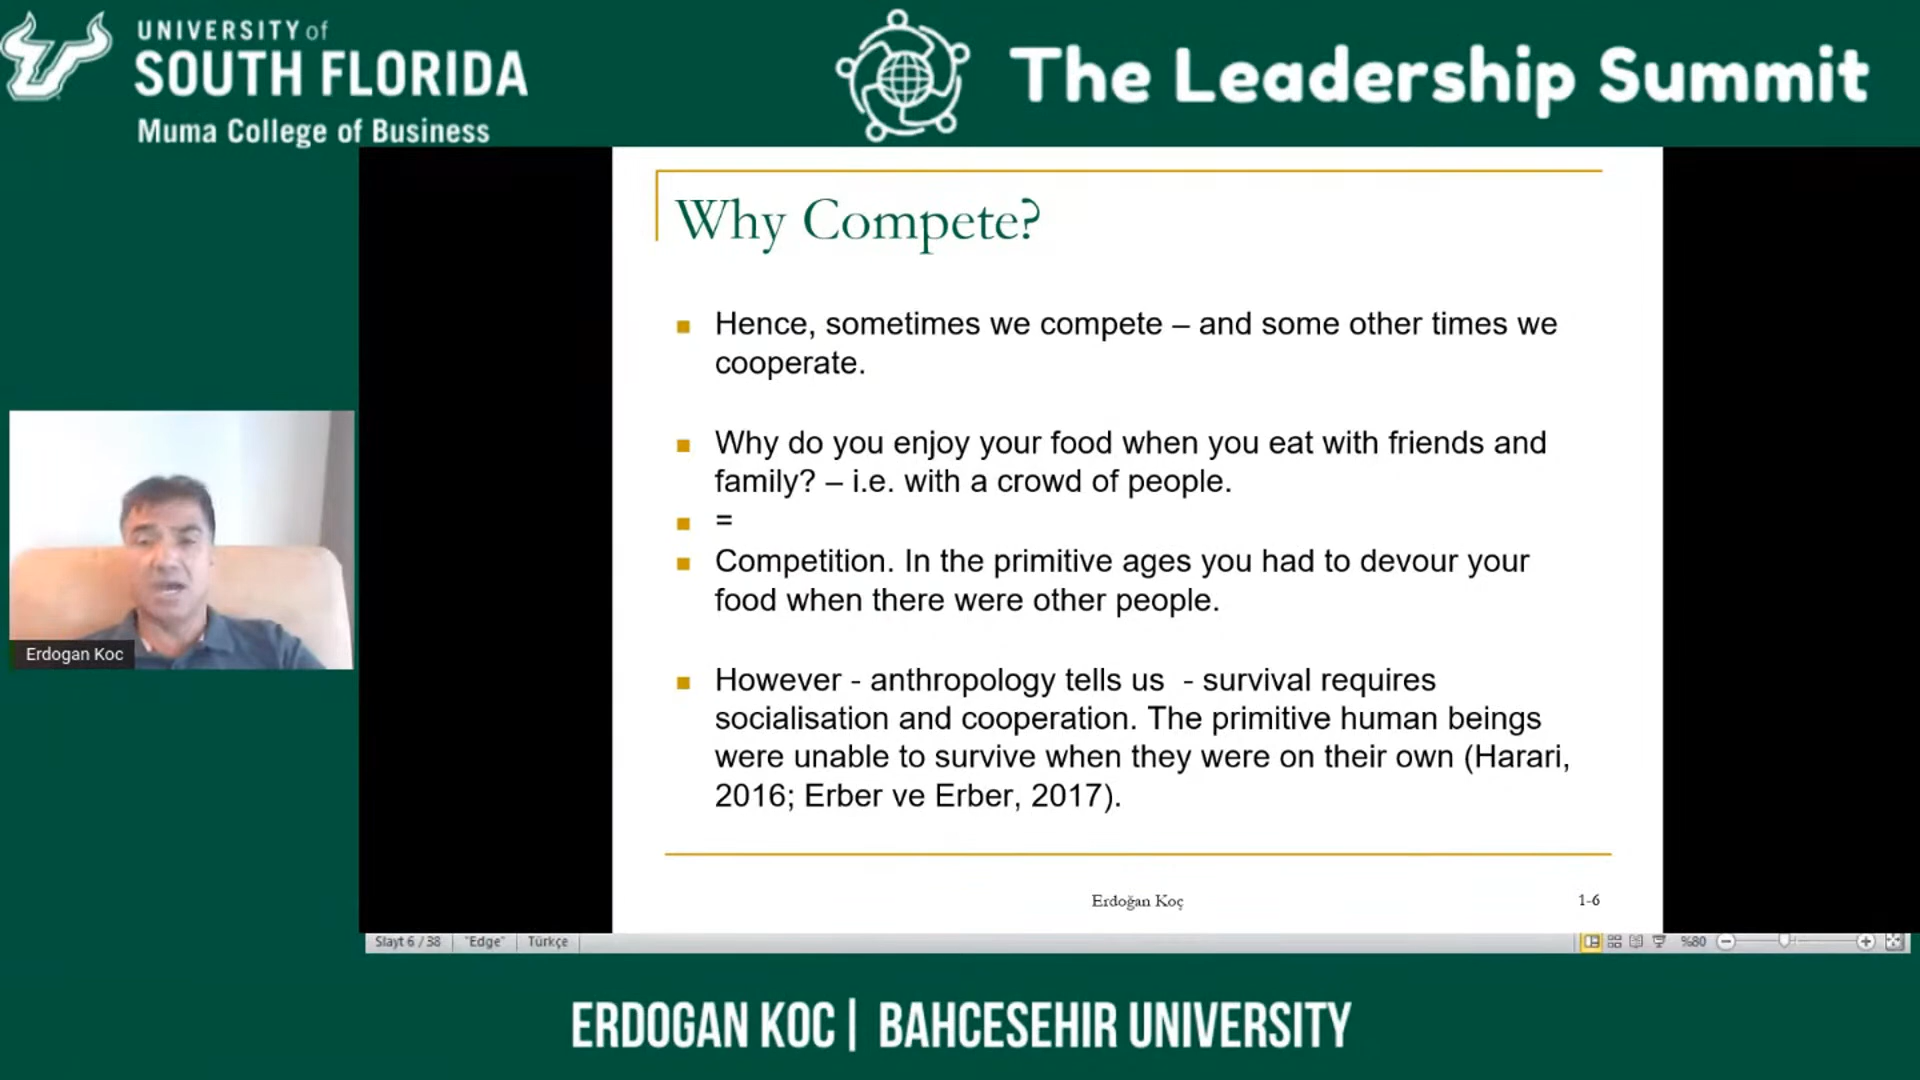 UNIVERSITY of
SOUTH FLORIDA
Muma College of Business
The Leadership Summit
Why Compete?
Hence, sometimes we compete – and some other times we
cooperate.
Why do you enjoy your food when you eat with friends and
family? – i.e. with a crowd of people.
=
Competition. In the primitive ages you had to devour your
food when there were other people.
However - anthropology tells us  - survival requires
socialisation and cooperation. The primitive human beings
were unable to survive when they were on their own (Harari,
2016; Erber ve Erber, 2017).
Erdoğan Koç
1-6
Erdogan Koc
Slayt 6 / 38
"Edge"
Türkçe
%80
ERDOGAN KOC | BAHCESEHIR UNIVERSITY